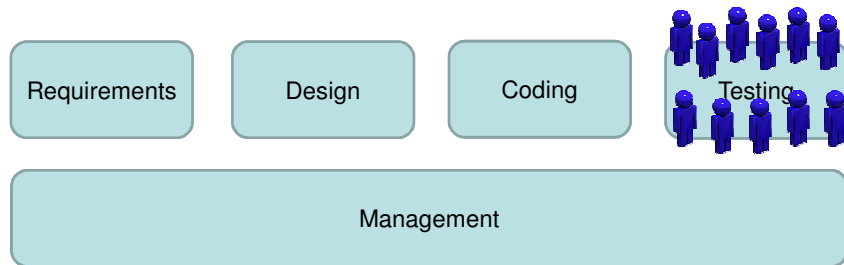 Requirements
Design
Coding
Testing
Management